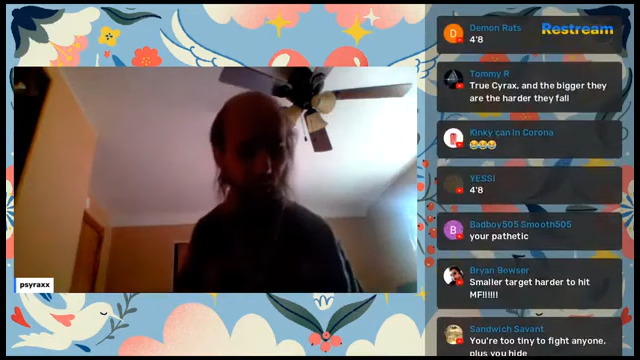 Restream
Demon Rats
4'8
Tommy R
True Cyrax, and the bigger they
are the harder they fall
Kinky can in Corona
😂😂😂
YESSI
4'8
B
Badboy505 Smooth505
your pathetic
Bryan Bowser
Smaller target harder to hit
MF!!!!!!
Sandwich Savant
You're too tiny to fight anyone,
plus you hide
psyraxx
D